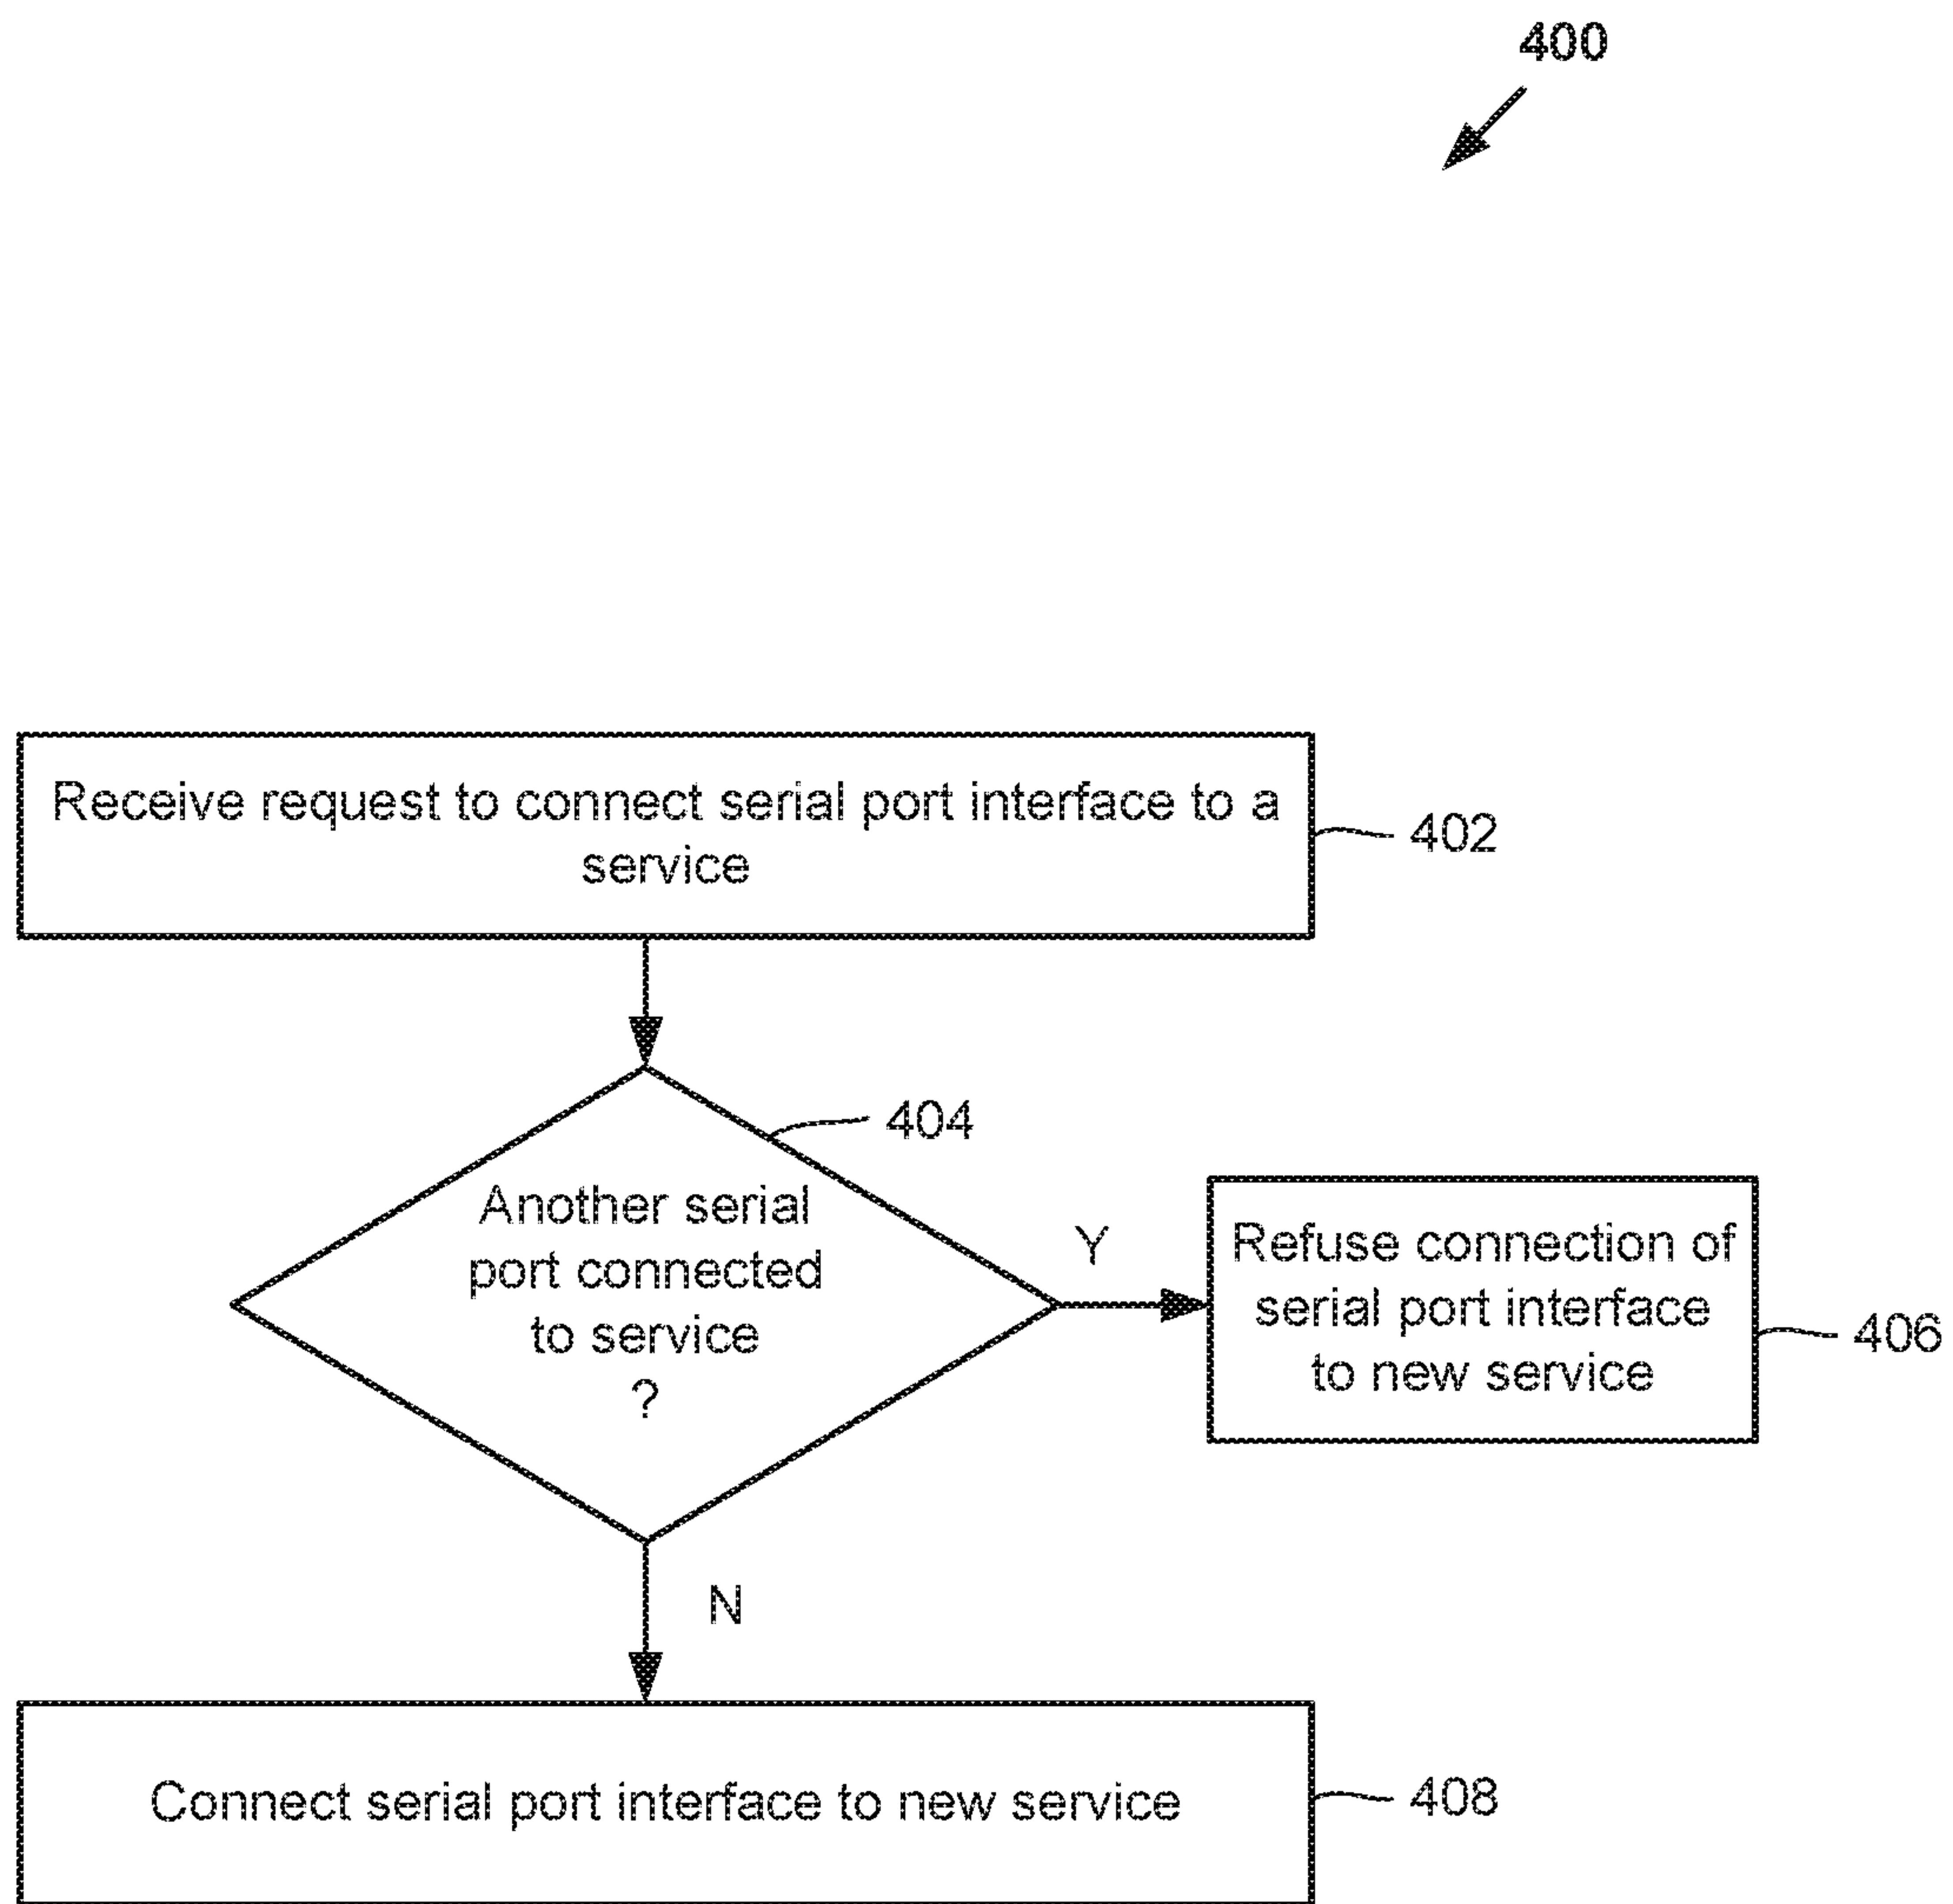 400
Receive request to connect serial port interface to a
service
402
404
Another serial
port connected
to service
?
Y
Refuse connection of
serial port interface
to new service
406
N
Connect serial port interface to new service
408